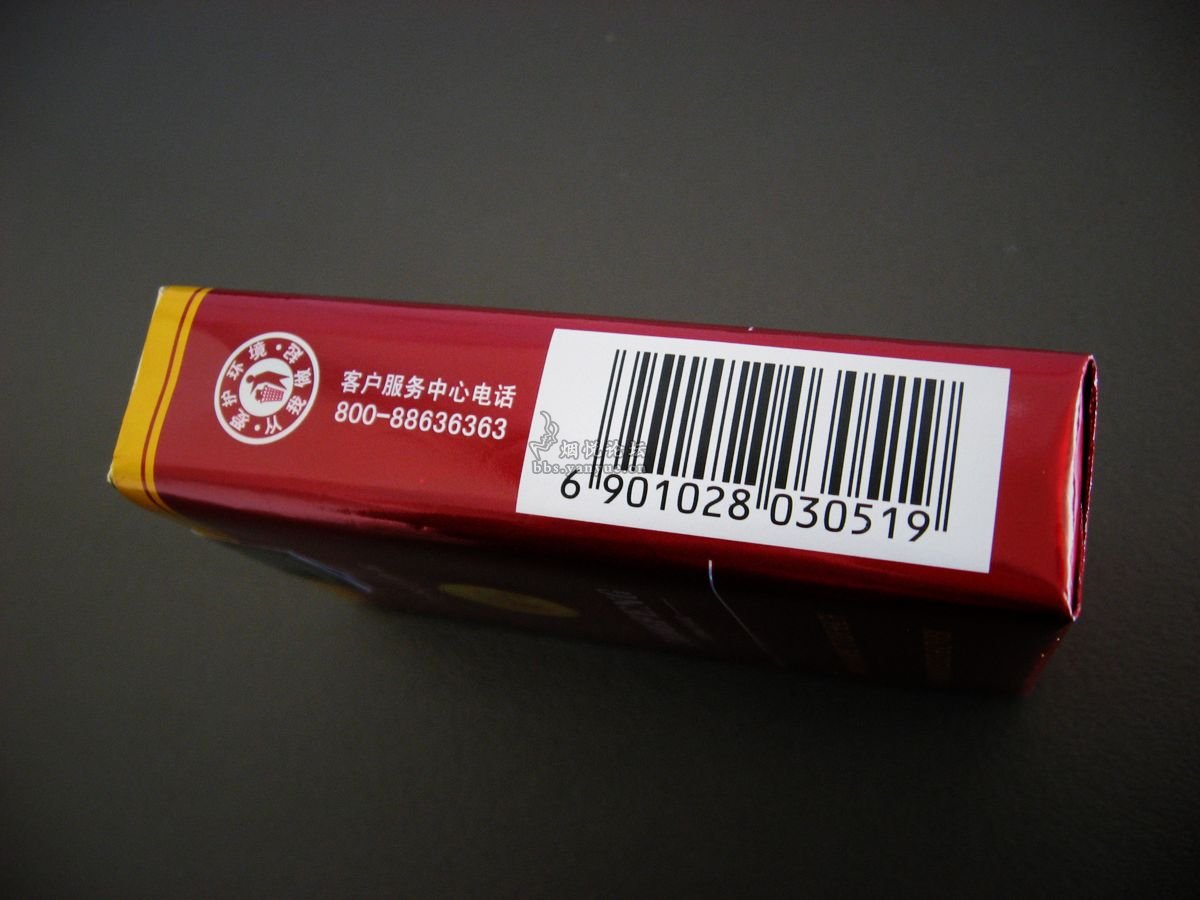 爱护环境·从我做起
客户服务中心电话
800-88636363
烟悦论坛
bbs.yanyue.cn
6 901028 030519